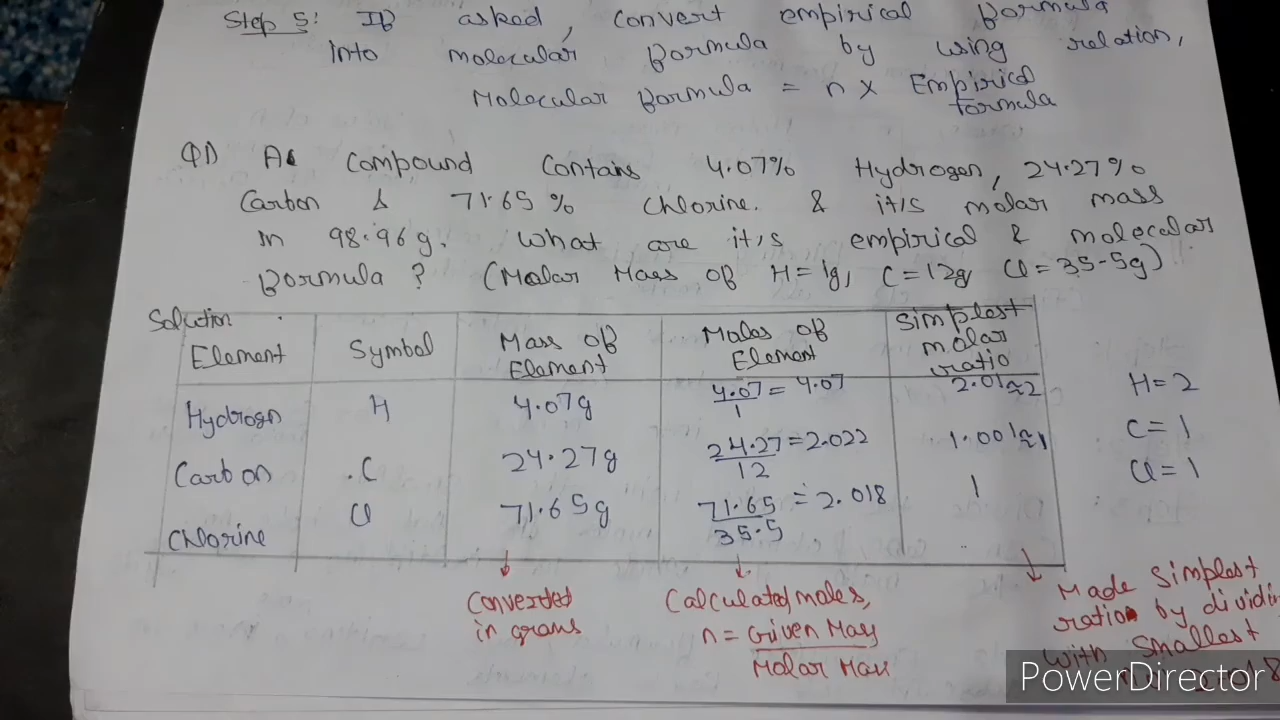 Step 5: If asked, convert empirical formula
Into molecular formula by using relation,
Molecular formula = n x Empirical formula
Q1) A compound contains 4.07% Hydrogen, 24.27%
Carbon & 71.65% chlorine. & it's molar mass
in 98.96g. What are it's empirical & molecular
formula? (Molar Mass of H=1g, C=12g Cl=35.5g)
Solution
Element Symbol Mass of Element Moles of Element Simplest molar ratio
Hydrogn H 4.07g 4.07/1 = 4.07 2.01≈2 H=2
Carbon .C 24.27g 24.27/12 = 2.022 1.001≈1 C=1
Chlorine Cl 71.65g 71.65/35.5 = 2.018 1 Cl=1
Converted in grams
Calculated moles,
n = Given Mass/Molar Mass
Made simplest
ratio by dividin
with smallest
PowerDirector